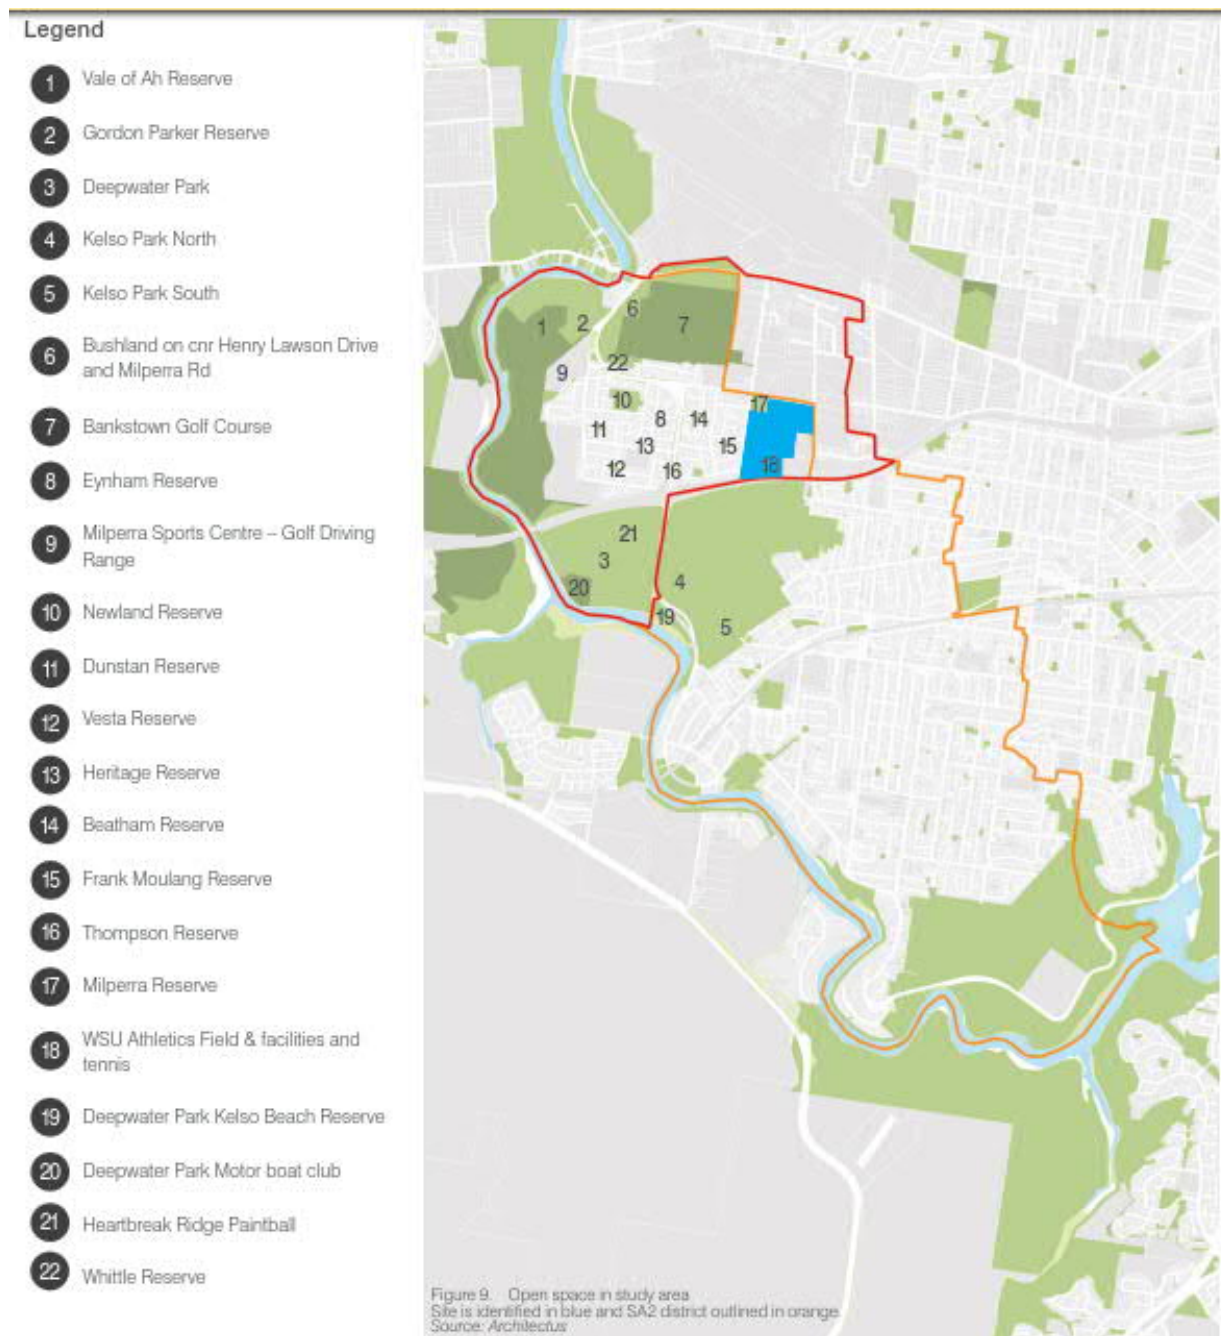 Legend
1 Vale of Ah Reserve
2 Gordon Parker Reserve
3 Deepwater Park
4 Kelso Park North
5 Kelso Park South
6 Bushland on cnr Henry Lawson Drive
and Milperra Rd
7 Bankstown Golf Course
8 Eynham Reserve
9 Milperra Sports Centre – Golf Driving
Range
10 Newland Reserve
11 Dunstan Reserve
12 Vesta Reserve
13 Heritage Reserve
14 Beatham Reserve
15 Frank Moulang Reserve
16 Thompson Reserve
17 Milperra Reserve
18 WSU Athletics Field & facilities and
tennis
19 Deepwater Park Kelso Beach Reserve
20 Deepwater Park Motor boat club
21 Heartbreak Ridge Paintball
22 Whittle Reserve
6
1 2 7
22
9
10
8 14 17
11
13 15
12 16 18
21
3
20 4
19
5
Figure 9. Open space in study area
Site is identified in blue and SA2 district outlined in orange.
Source: Architectus